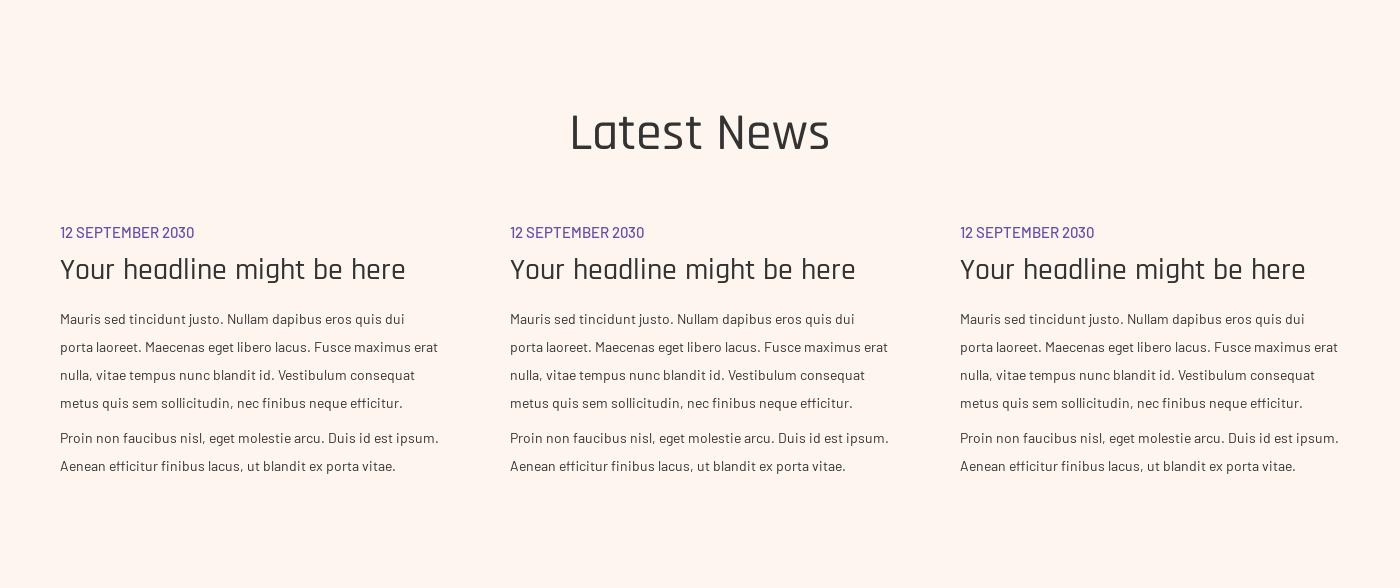 Latest News
12 SEPTEMBER 2030
Your headline might be here
Mauris sed tincidunt justo. Nullam dapibus eros quis dui
porta laoreet. Maecenas eget libero lacus. Fusce maximus erat
nulla, vitae tempus nunc blandit id. Vestibulum consequat
metus quis sem sollicitudin, nec finibus neque efficitur.
Proin non faucibus nisl, eget molestie arcu. Duis id est ipsum.
Aenean efficitur finibus lacus, ut blandit ex porta vitae.
12 SEPTEMBER 2030
Your headline might be here
Mauris sed tincidunt justo. Nullam dapibus eros quis dui
porta laoreet. Maecenas eget libero lacus. Fusce maximus erat
nulla, vitae tempus nunc blandit id. Vestibulum consequat
metus quis sem sollicitudin, nec finibus neque efficitur.
Proin non faucibus nisl, eget molestie arcu. Duis id est ipsum.
Aenean efficitur finibus lacus, ut blandit ex porta vitae.
12 SEPTEMBER 2030
Your headline might be here
Mauris sed tincidunt justo. Nullam dapibus eros quis dui
porta laoreet. Maecenas eget libero lacus. Fusce maximus erat
nulla, vitae tempus nunc blandit id. Vestibulum consequat
metus quis sem sollicitudin, nec finibus neque efficitur.
Proin non faucibus nisl, eget molestie arcu. Duis id est ipsum.
Aenean efficitur finibus lacus, ut blandit ex porta vitae.